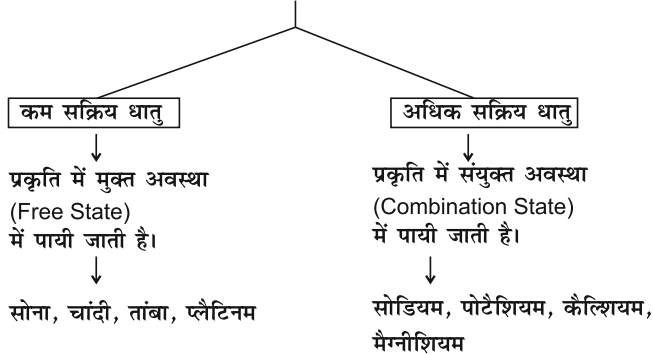 कम सक्रिय धातु
प्रकृति में मुक्त अवस्था
(Free State)
में पायी जाती है।
सोना, चांदी, तांबा, प्लैटिनम
अधिक सक्रिय धातु
प्रकृति में संयुक्त अवस्था
(Combination State)
में पायी जाती है।
सोडियम, पोटैशियम, कैल्शियम,
मैग्नीशियम